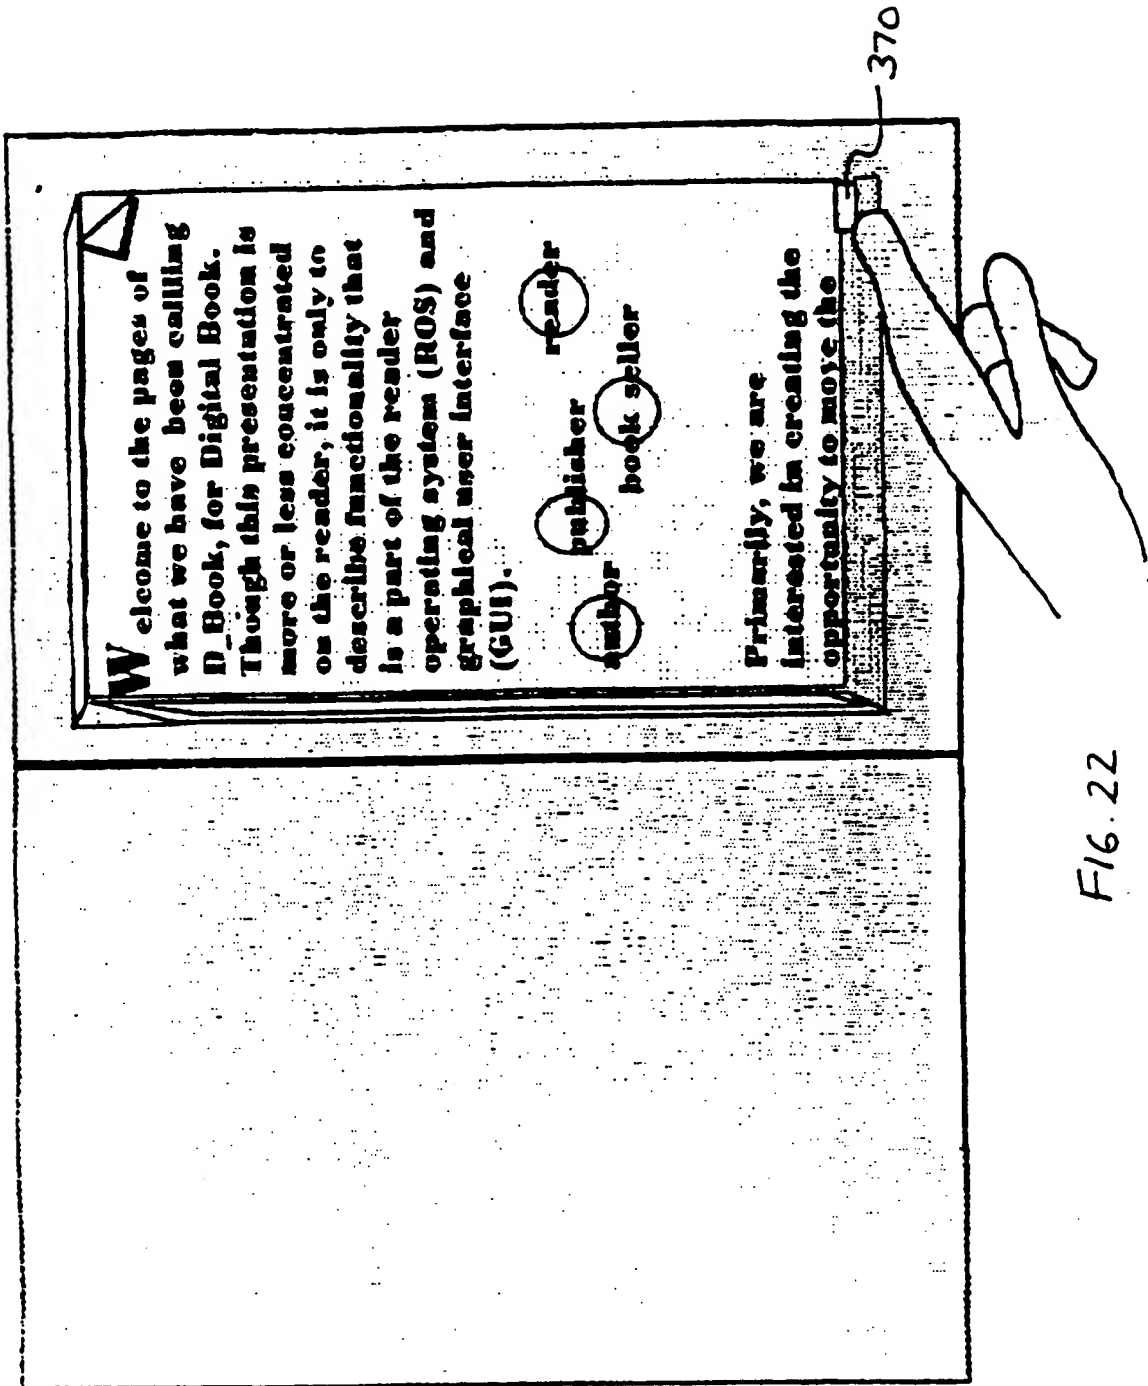 Welcome to the pages of
what we have been callling
D_Book, for Digital Book.
Though this presentation is
more or less concentrated
on the reader, it is only to
describe functionality that
is a part of the reader
operating system (ROS) and
graphical user interface
(GUI).
author
publisher
book seller
reader
Primarily, we are
interested in creating the
opportunity to move the
370
FIG. 22